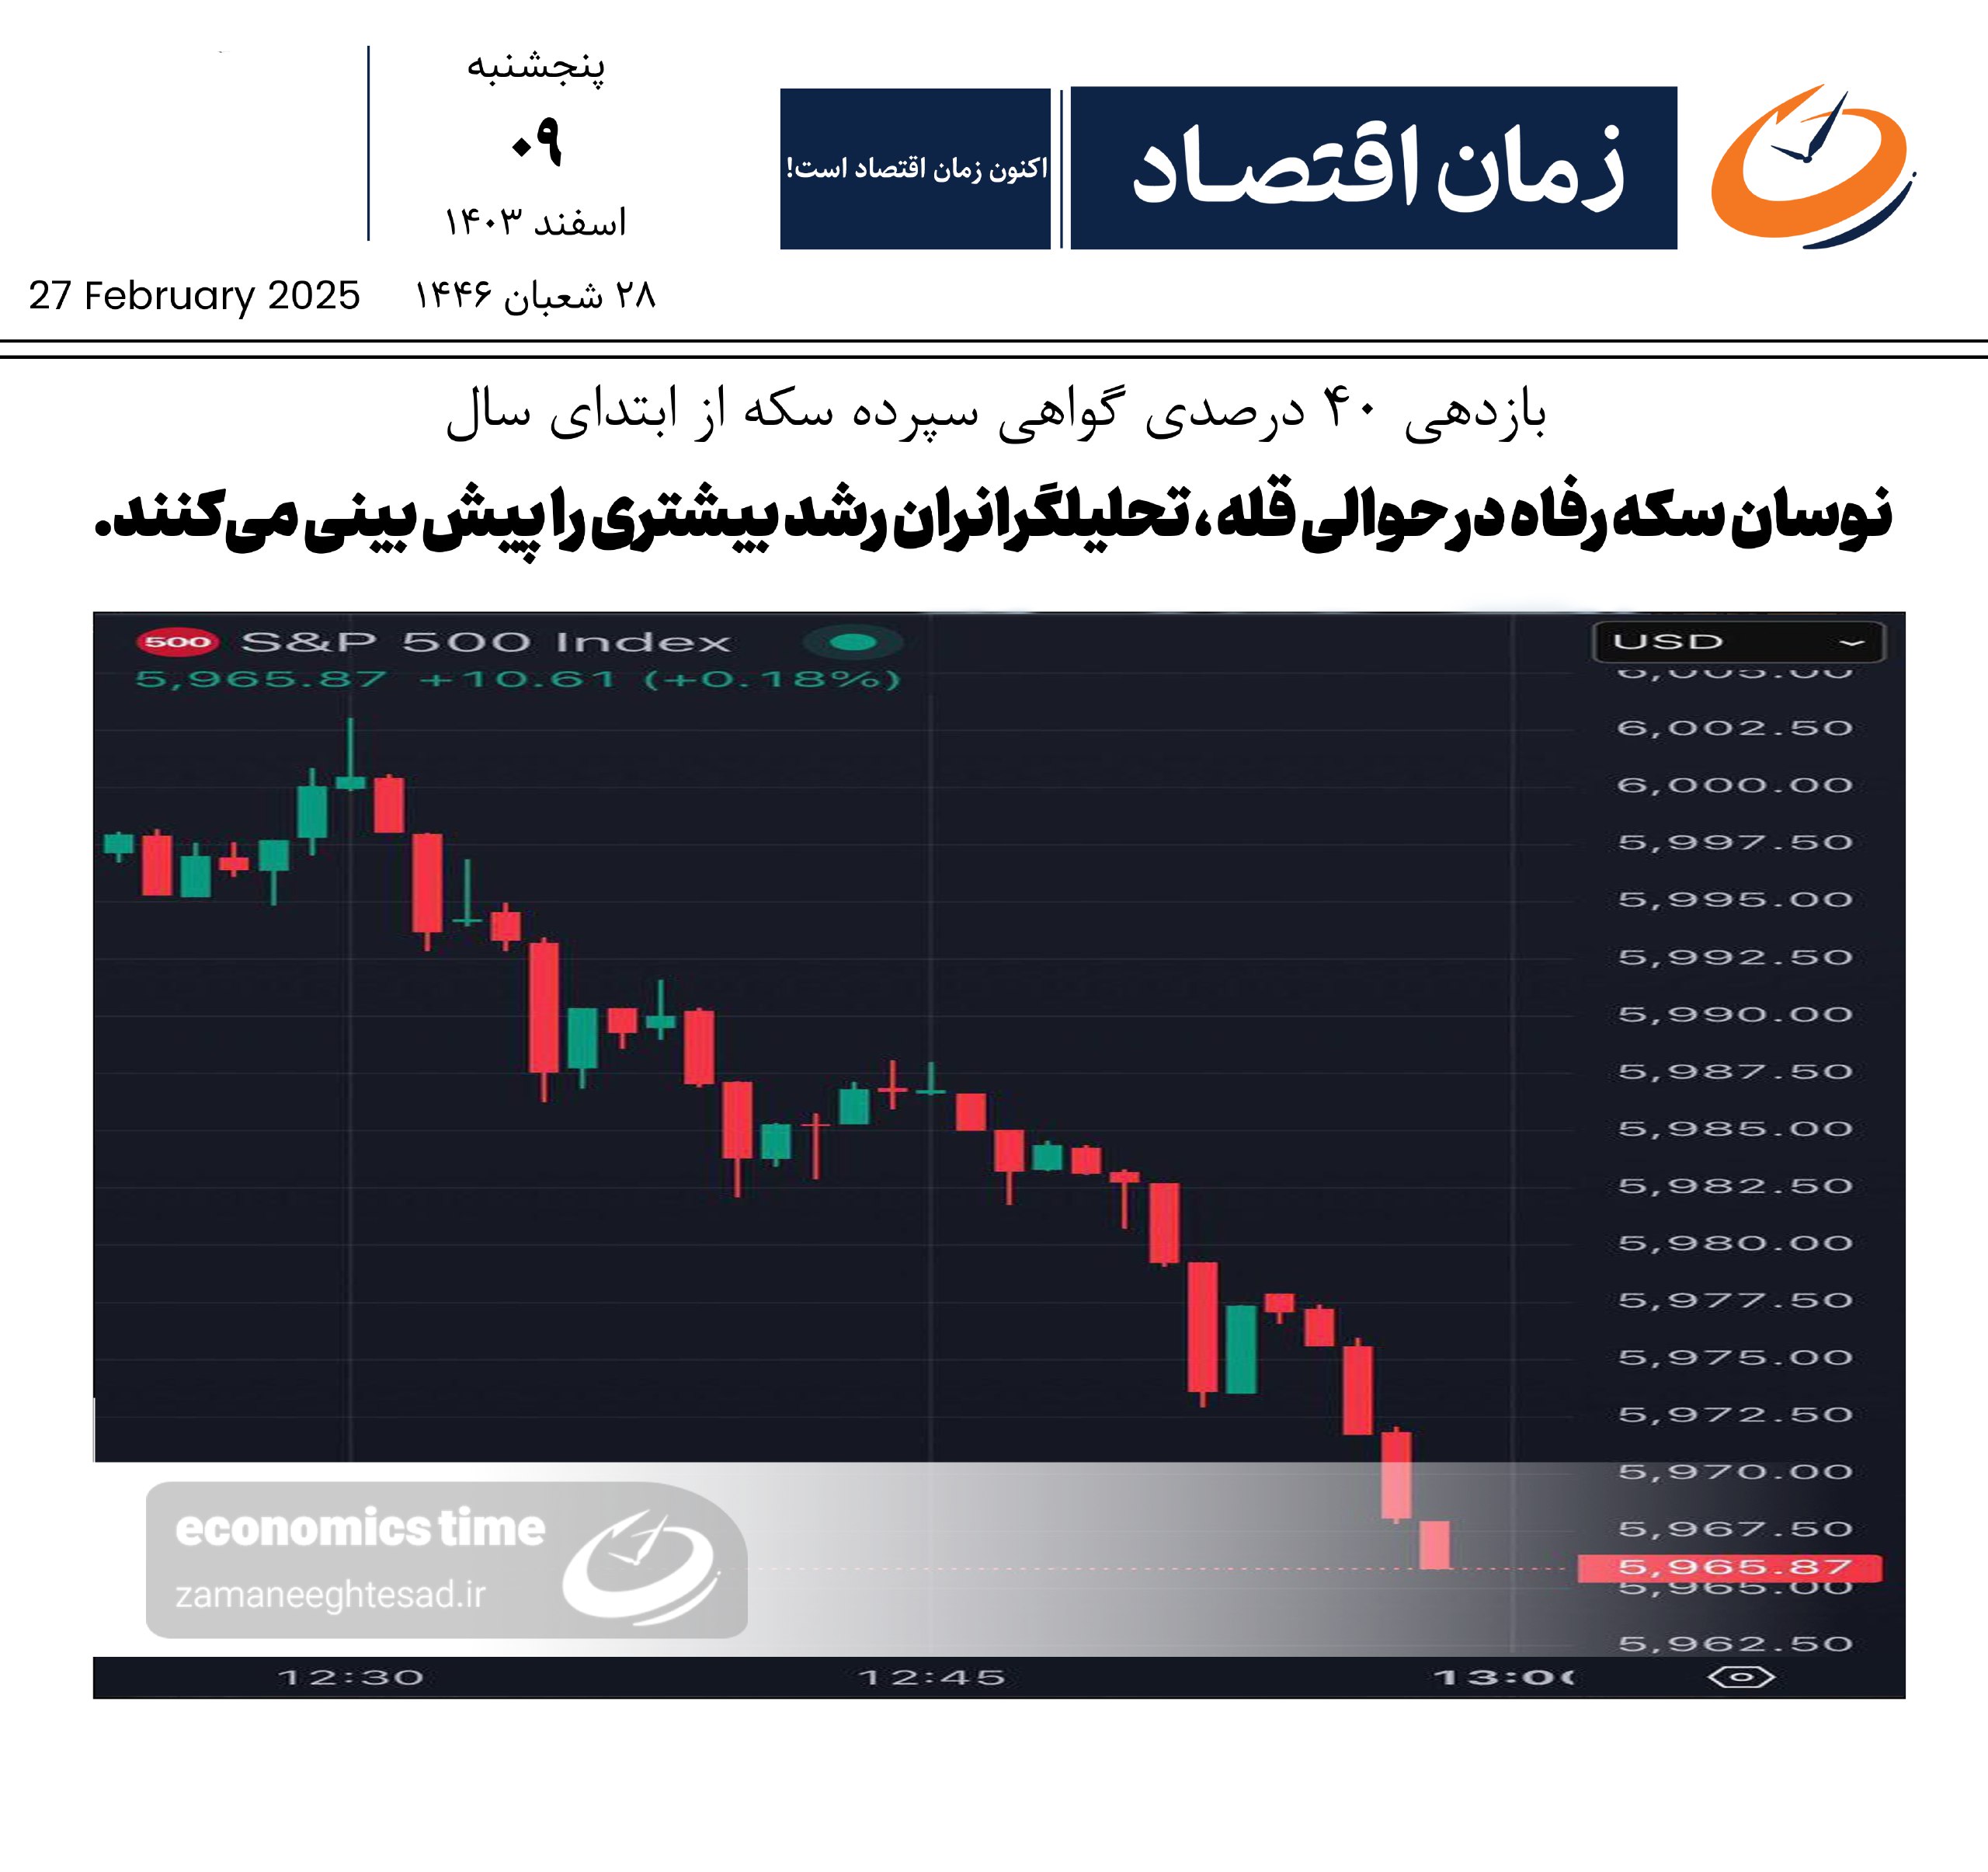 زمان اقتصاد
اکنون زمان اقتصاد است!
پنجشنبه
۰۹
اسفند ۱۴۰۳
۲۸ شعبان ۱۴۴۶
27 February 2025
بازدهی ۴۰ درصدی گواهی سپرده سکه از ابتدای سال
نوسان سکه رفاه در حوالی قله، تحلیلگرانران رشد بیشتری را پیش بینی می‌کنند.
500 S&P 500 Index
USD
5,965.87 +10.61 (+0.18%)
6,002.50
6,000.00
5,997.50
5,995.00
5,992.50
5,990.00
5,987.50
5,985.00
5,982.50
5,980.00
5,977.50
5,975.00
5,972.50
5,970.00
5,967.50
5,965.87
5,965.00
5,962.50
economics time
zamaneeghtesad.ir
12:30 12:45